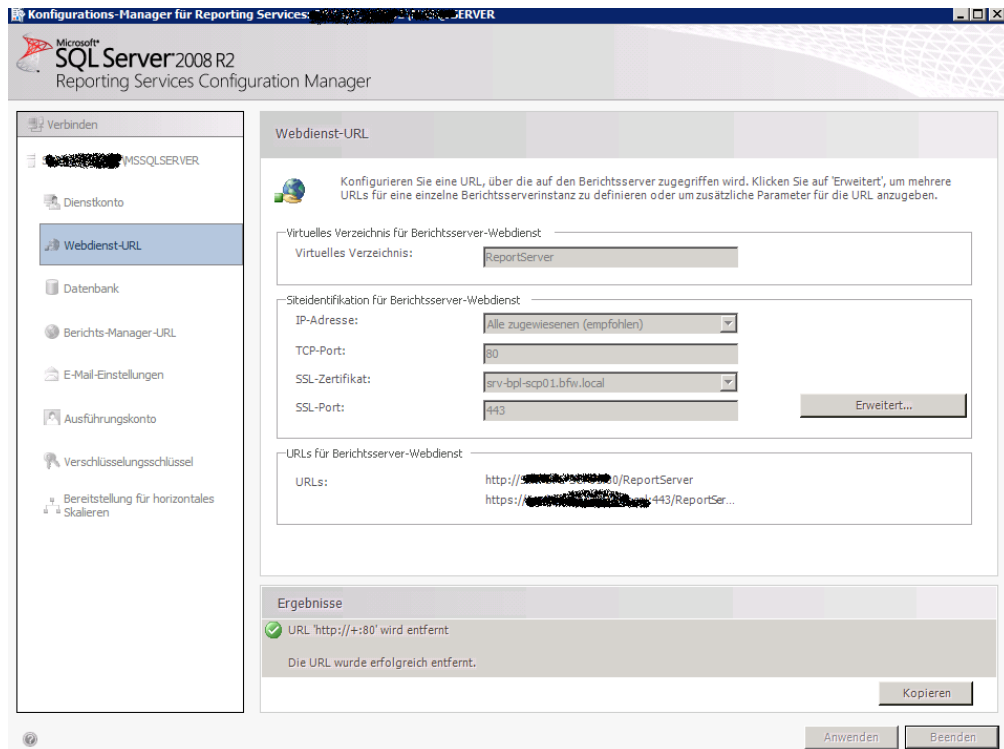 Konfigurations-Manager für Reporting Services: SERVER
Microsoft
SQL Server 2008 R2
Reporting Services Configuration Manager
Verbinden
\MSSQLSERVER
Dienstkonto
Webdienst-URL
Datenbank
Berichts-Manager-URL
E-Mail-Einstellungen
Ausführungskonto
Verschlüsselungsschlüssel
Bereitstellung für horizontales
Skalieren
Webdienst-URL
Konfigurieren Sie eine URL, über die auf den Berichtsserver zugegriffen wird. Klicken Sie auf 'Erweitert', um mehrere
URLs für eine einzelne Berichtsserverinstanz zu definieren oder um zusätzliche Parameter für die URL anzugeben.
Virtuelles Verzeichnis für Berichtsserver-Webdienst
Virtuelles Verzeichnis: ReportServer
Siteidentifikation für Berichtsserver-Webdienst
IP-Adresse: Alle zugewiesenen (empfohlen)
TCP-Port: 80
SSL-Zertifikat: srv-bpl-scp01.bfw.local
SSL-Port: 443 Erweitert...
URLs für Berichtsserver-Webdienst
URLs: http:// 0/ReportServer
https:// :443/ReportSer...
Ergebnisse
URL 'http://+:80' wird entfernt
Die URL wurde erfolgreich entfernt.
Kopieren
Anwenden Beenden